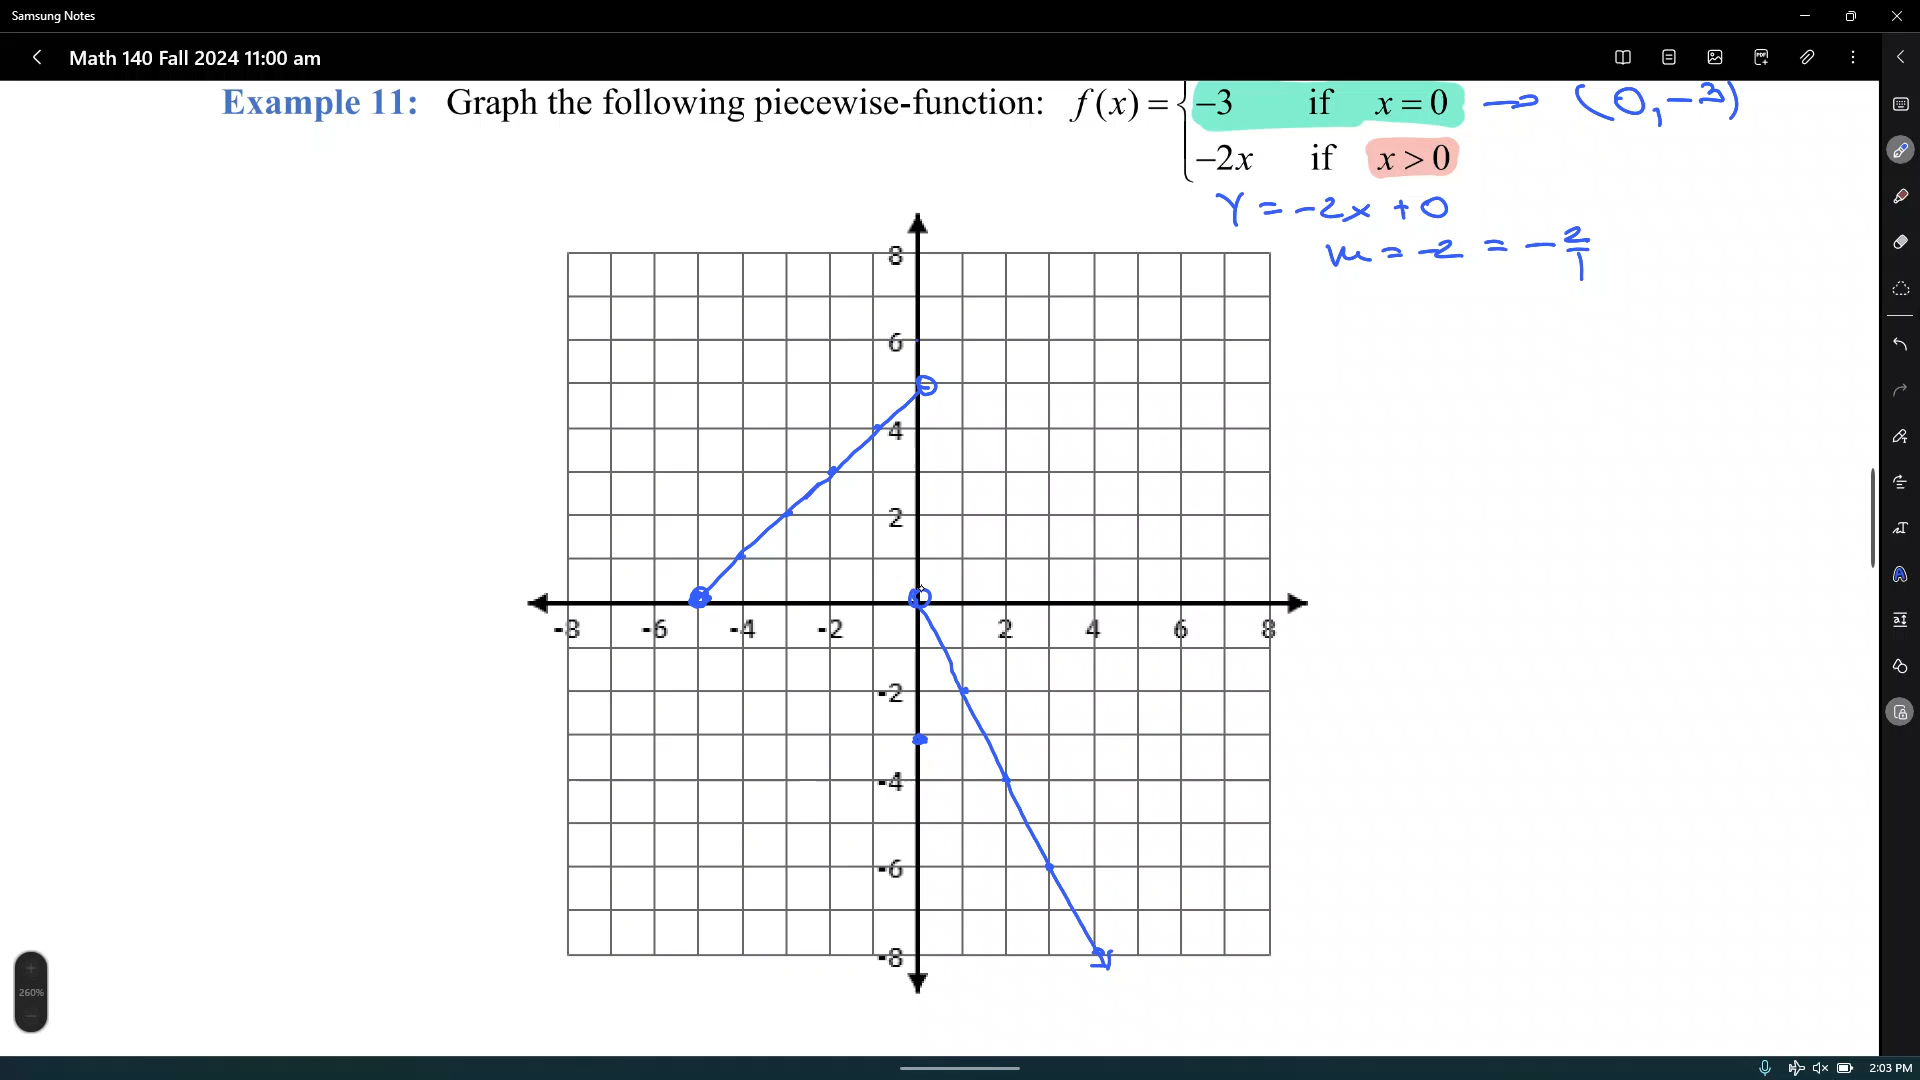 Samsung Notes
Math 140 Fall 2024 11:00 am
Example 11: Graph the following piecewise-function: f(x) = { -3 if x = 0 → (0, -3)
-2x if x > 0
Y = -2x + 0
m = -2 = - 2/1
8
6
4
2
-8 -6 -4 -2 2 4 6 8
-2
-4
-6
-8
260%
2:03 PM